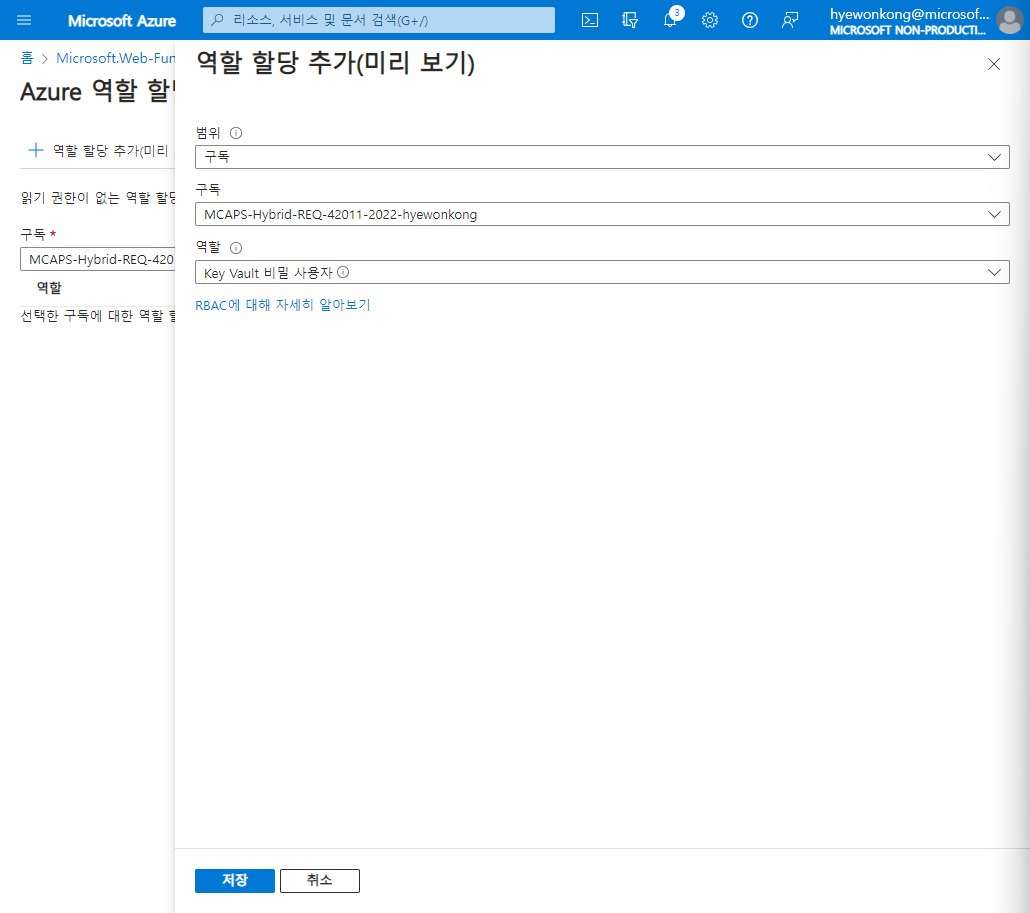 Microsoft Azure
리소스, 서비스 및 문서 검색(G+/)
3
hyewonkong@microsof...
MICROSOFT NON-PRODUCTI...
홈 > Microsoft.Web-Fun
Azure 역할 할당
역할 할당 추가(미리
읽기 권한이 없는 역할 할당
구독 *
MCAPS-Hybrid-REQ-420
역할
선택한 구독에 대한 역할 할
역할 할당 추가(미리 보기)
범위
구독
구독
MCAPS-Hybrid-REQ-42011-2022-hyewonkong
역할
Key Vault 비밀 사용자
RBAC에 대해 자세히 알아보기
저장
취소